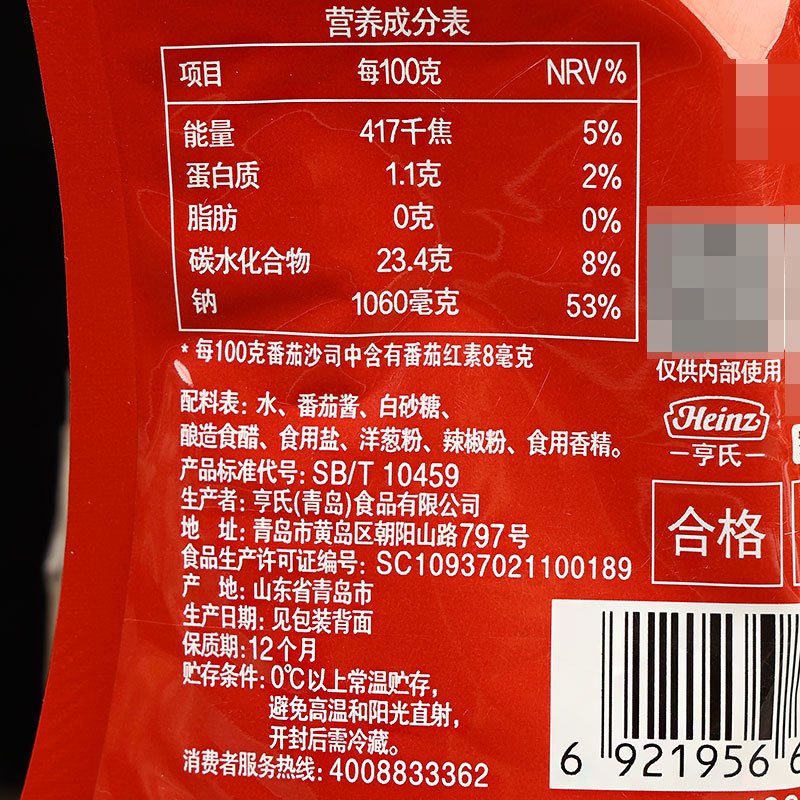 营养成分表
项目 每100克 NRV%
能量 417千焦 5%
蛋白质 1.1克 2%
脂肪 0克 0%
碳水化合物 23.4克 8%
钠 1060毫克 53%
* 每100克番茄沙司中含有番茄红素8毫克
配料表: 水、番茄酱、白砂糖、
酿造食醋、食用盐、洋葱粉、辣椒粉、食用香精。
产品标准代号: SB/T 10459
生产者: 亨氏(青岛)食品有限公司
地 址: 青岛市黄岛区朝阳山路797号
食品生产许可证编号: SC10937021100189
产 地: 山东省青岛市
生产日期: 见包装背面
保质期: 12个月
贮存条件: 0℃以上常温贮存,
避免高温和阳光直射,
开封后需冷藏。
消费者服务热线: 4008833362
仅供内部使用
Heinz
亨氏
合格
6 921956